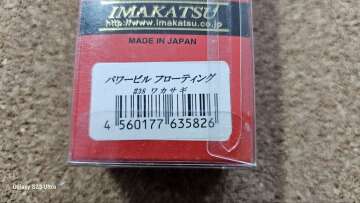 IMAKATSU
http://www.imakatsu.co.jp
MADE IN JAPAN
パワービル フローティング
#38 ワカサギ
4 560177 635826
Galaxy S23 Ultra